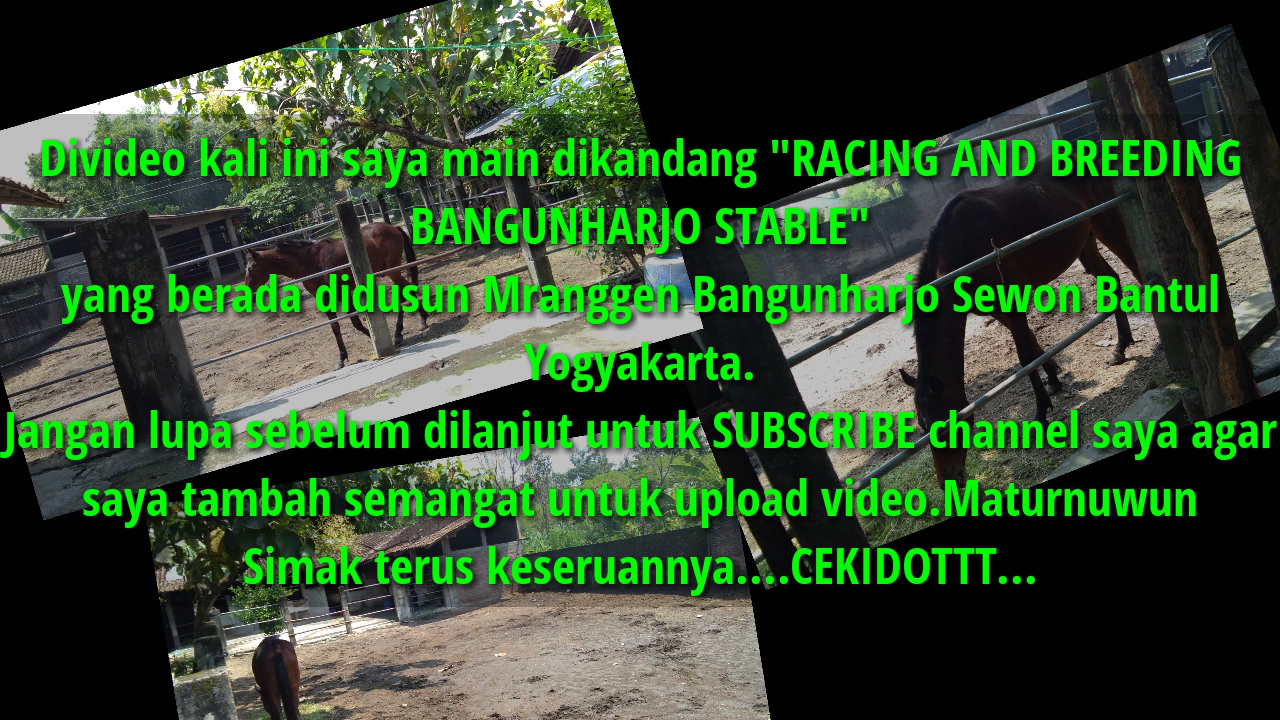 Divideo kali ini saya main dikandang "RACING AND BREEDING
BANGUNHARJO STABLE"
yang berada didusun Mranggen Bangunharjo Sewon Bantul
Yogyakarta.
Jangan lupa sebelum dilanjut untuk SUBSCRIBE channel saya agar
saya tambah semangat untuk upload video.Maturnuwun
Simak terus keseruannya....CEKIDOTTT...